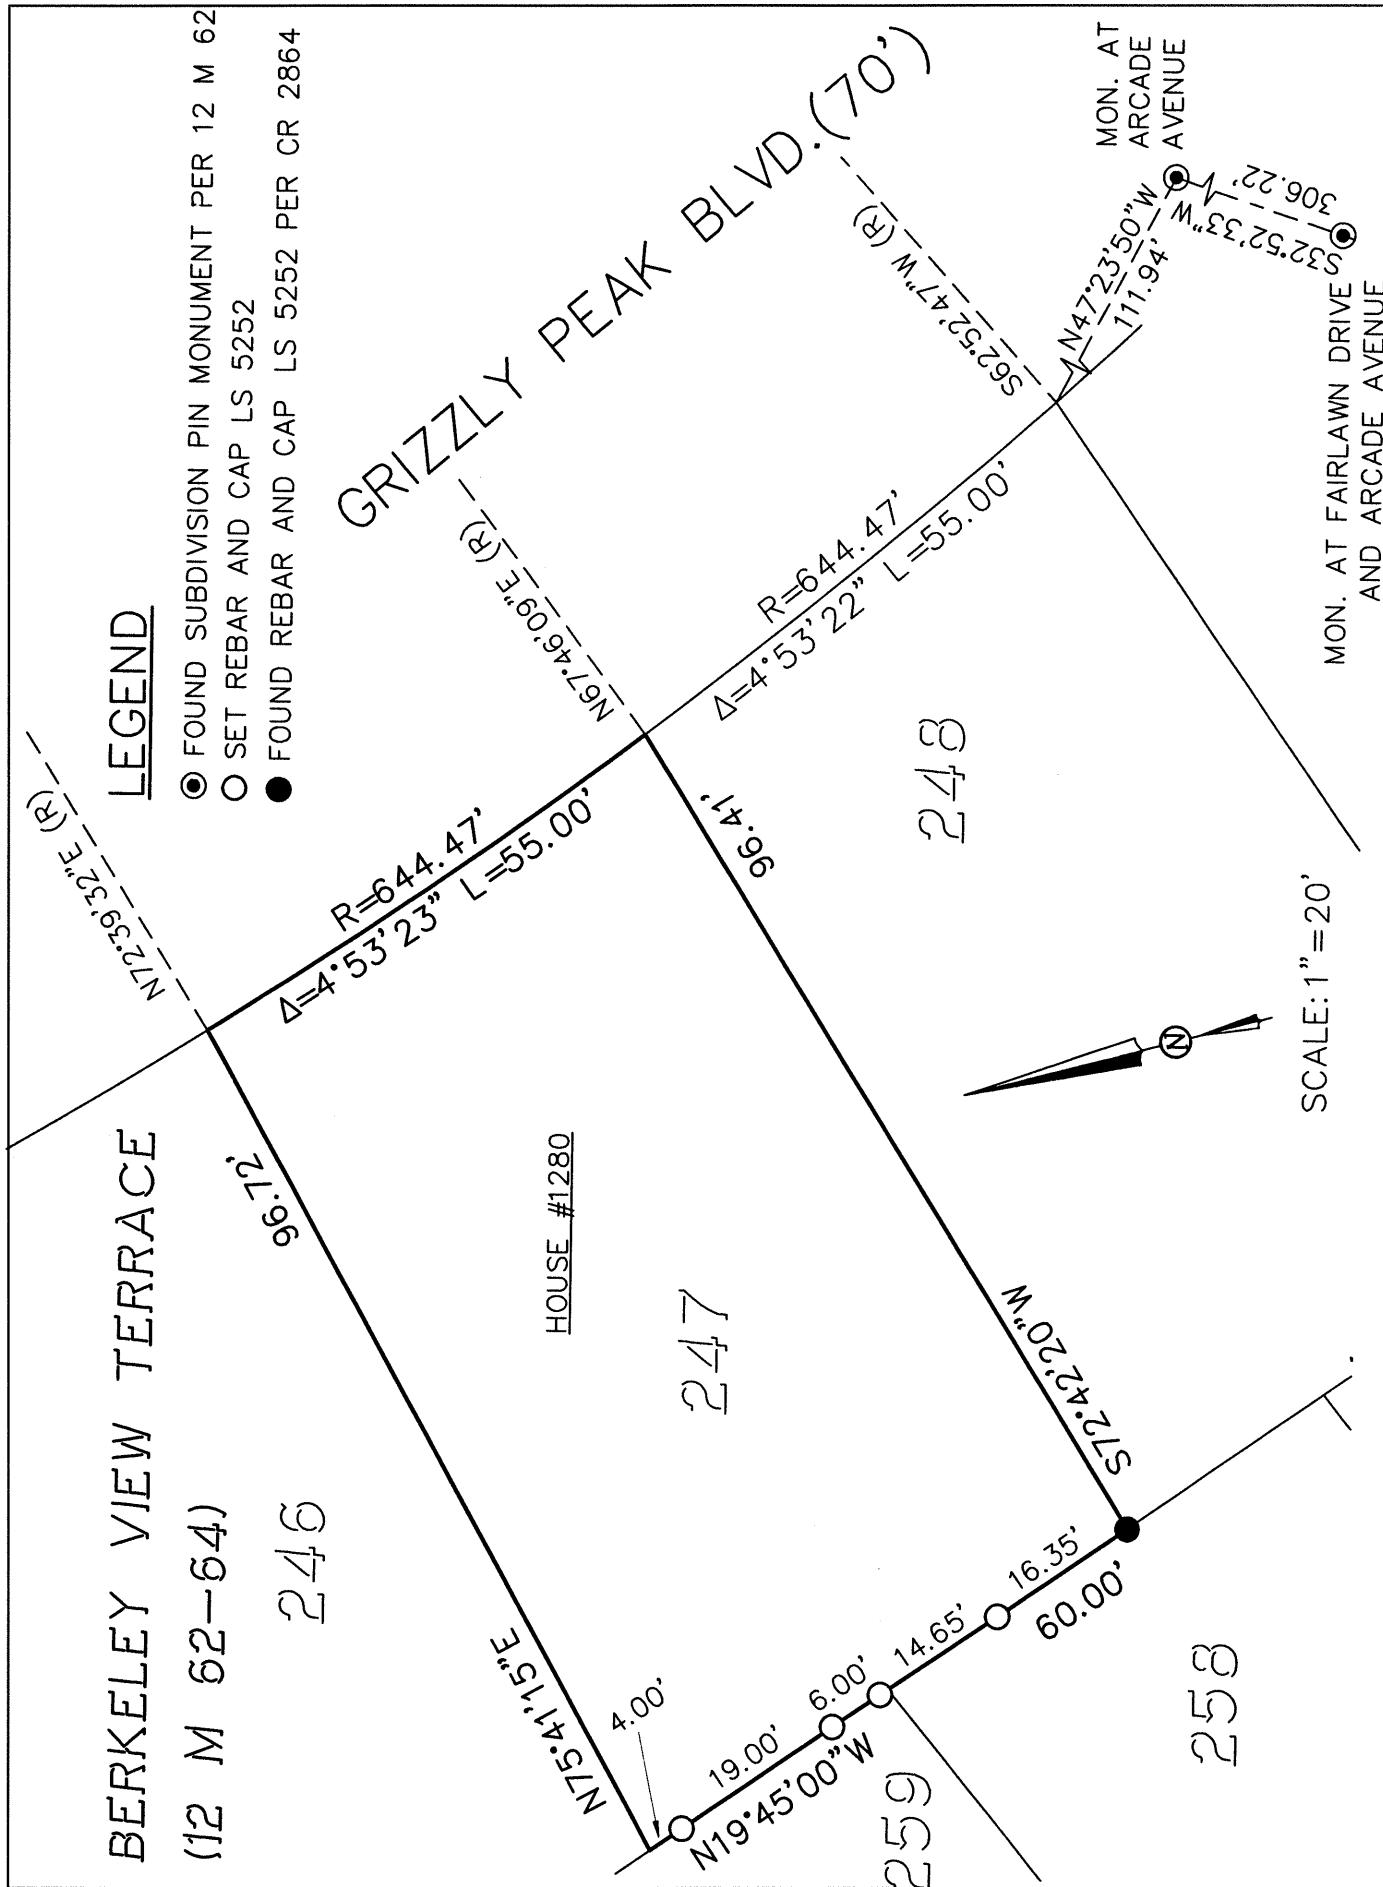 BERKELEY VIEW TERRACE
(12 M 62-64)
LEGEND
FOUND SUBDIVISION PIN MONUMENT PER 12 M 62
SET REBAR AND CAP LS 5252
FOUND REBAR AND CAP LS 5252 PER CR 2864
246
N72°39'32"E (R)
96.72'
N75°41'15"E
4.00'
R=644.47'
Δ=4°53'23" L=55.00'
GRIZZLY PEAK BLVD.(70')
N67°46'09"E (R)
HOUSE #1280
247
96.41'
S72°42'20"W
19.00'
6.00'
14.65'
16.35'
N19°45'00"W
60.00'
259
258
248
R=644.47'
Δ=4°53'22" L=55.00'
S62°52'47"W (R)
N47°23'50"W
111.94'
MON. AT
ARCADE
AVENUE
S32°52'33"W
306.22'
MON. AT FAIRLAWN DRIVE
AND ARCADE AVENUE
N
SCALE: 1"=20'